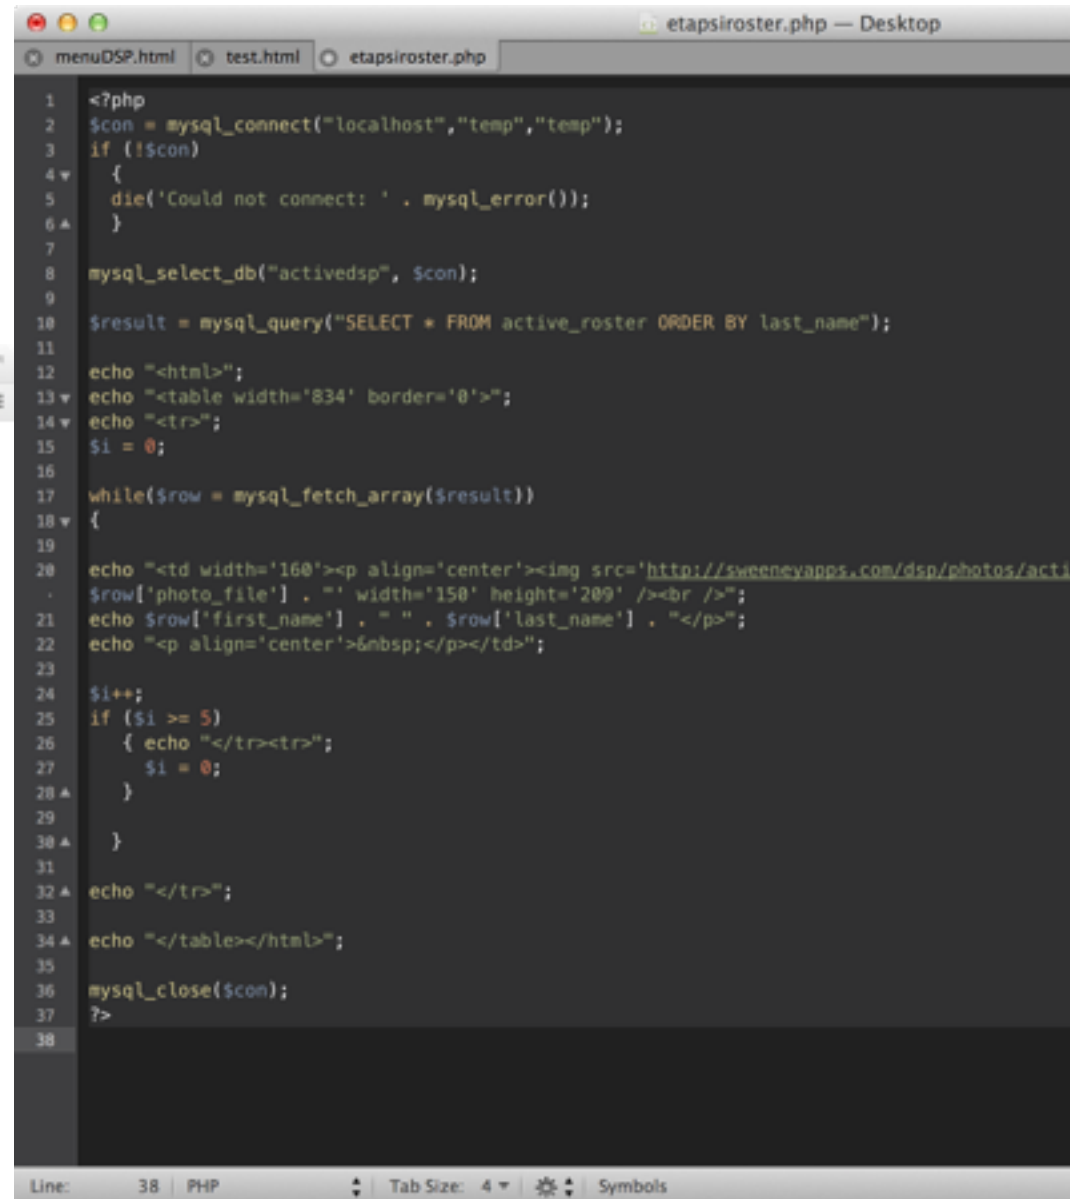 etapsiroster.php — Desktop
menuDSP.html test.html etapsiroster.php
1 <?php
2 $con = mysql_connect("localhost","temp","temp");
3 if (!$con)
4 {
5 die('Could not connect: ' . mysql_error());
6 }
7
8 mysql_select_db("activedsp", $con);
9
10 $result = mysql_query("SELECT * FROM active_roster ORDER BY last_name");
11
12 echo "<html>";
13 echo "<table width='834' border='0'>";
14 echo "<tr>";
15 $i = 0;
16
17 while($row = mysql_fetch_array($result))
18 {
19
20 echo "<td width='160'><p align='center'><img src='http://sweeneyapps.com/dsp/photos/acti
· $row['photo_file'] . "' width='150' height='209' /><br />";
21 echo $row['first_name'] . " " . $row['last_name'] . "</p>";
22 echo "<p align='center'>&nbsp;</p></td>";
23
24 $i++;
25 if ($i >= 5)
26 { echo "</tr><tr>";
27 $i = 0;
28 }
29
30 }
31
32 echo "</tr>";
33
34 echo "</table></html>";
35
36 mysql_close($con);
37 ?>
38
Line: 38 PHP Tab Size: 4 Symbols